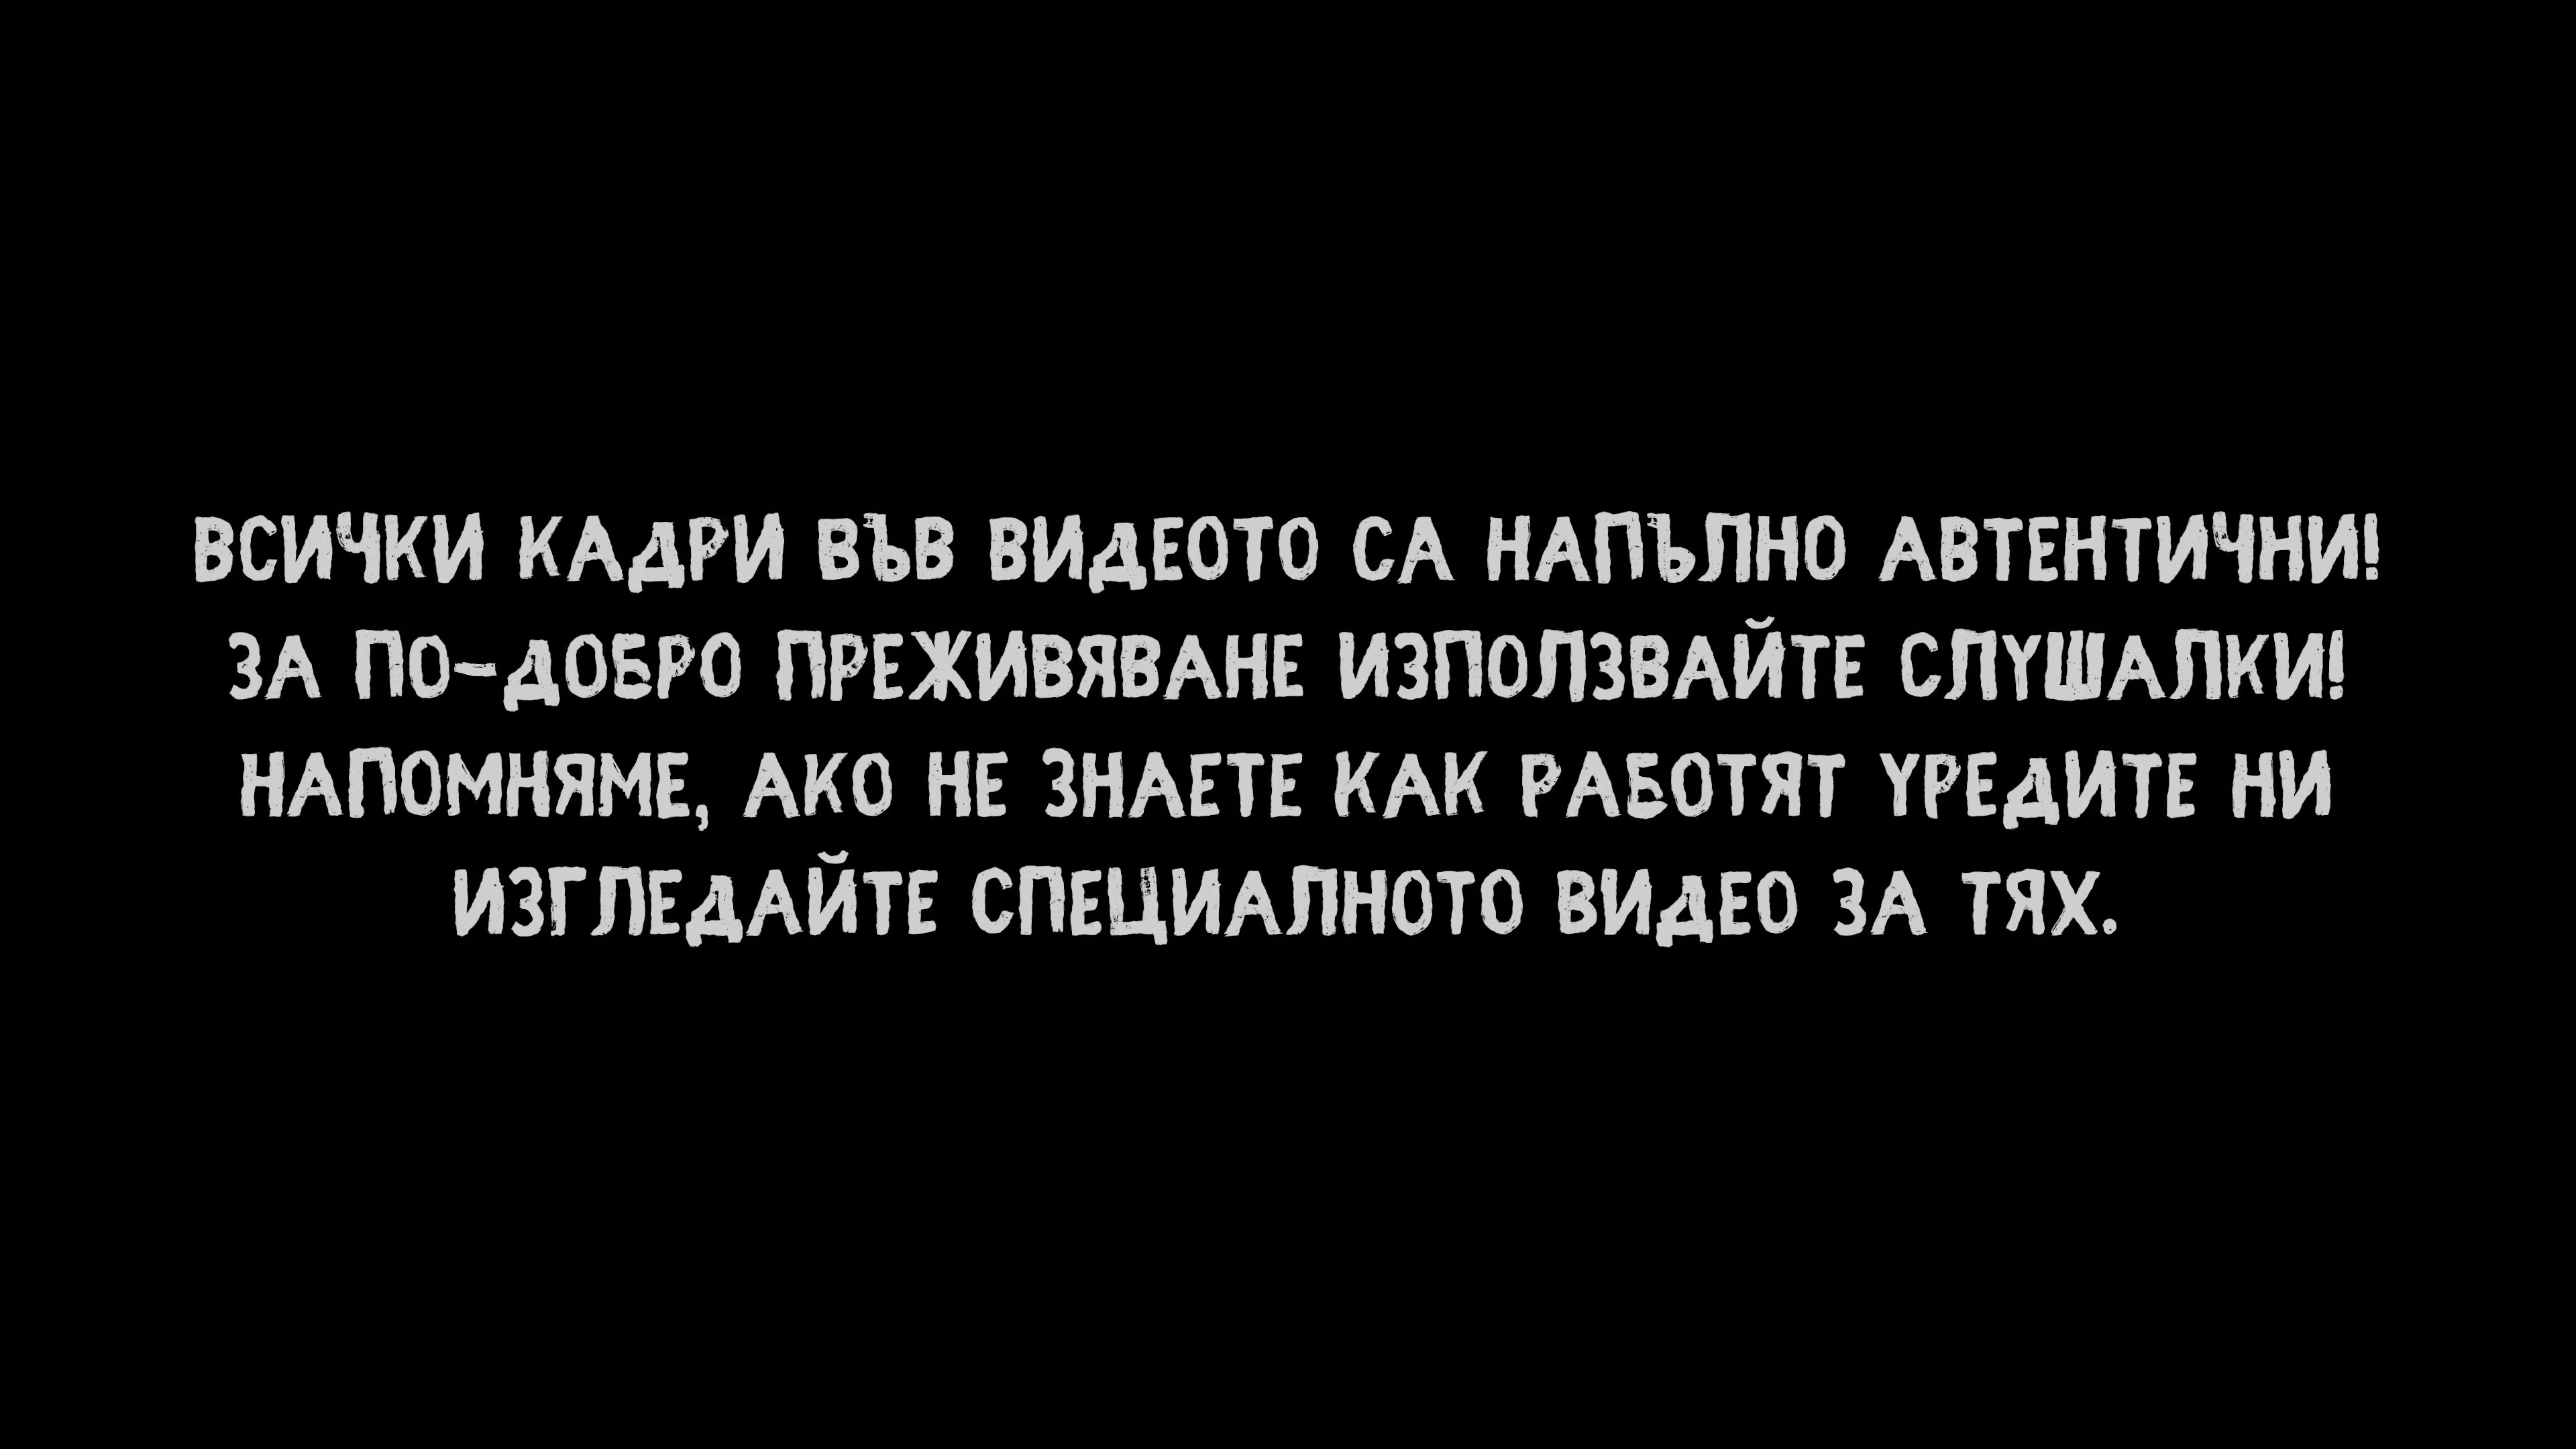 ВСИЧКИ КАДРИ ВЪВ ВИДЕОТО СА НАПЪЛНО АВТЕНТИЧНИ!
ЗА ПО-ДОБРО ПРЕЖИВЯВАНЕ ИЗПОЛЗВАЙТЕ СЛУШАЛКИ!
НАПОМНЯМЕ, АКО НЕ ЗНАЕТЕ КАК РАБОТЯТ УРЕДИТЕ НИ
ИЗГЛЕДАЙТЕ СПЕЦИАЛНОТО ВИДЕО ЗА ТЯХ.